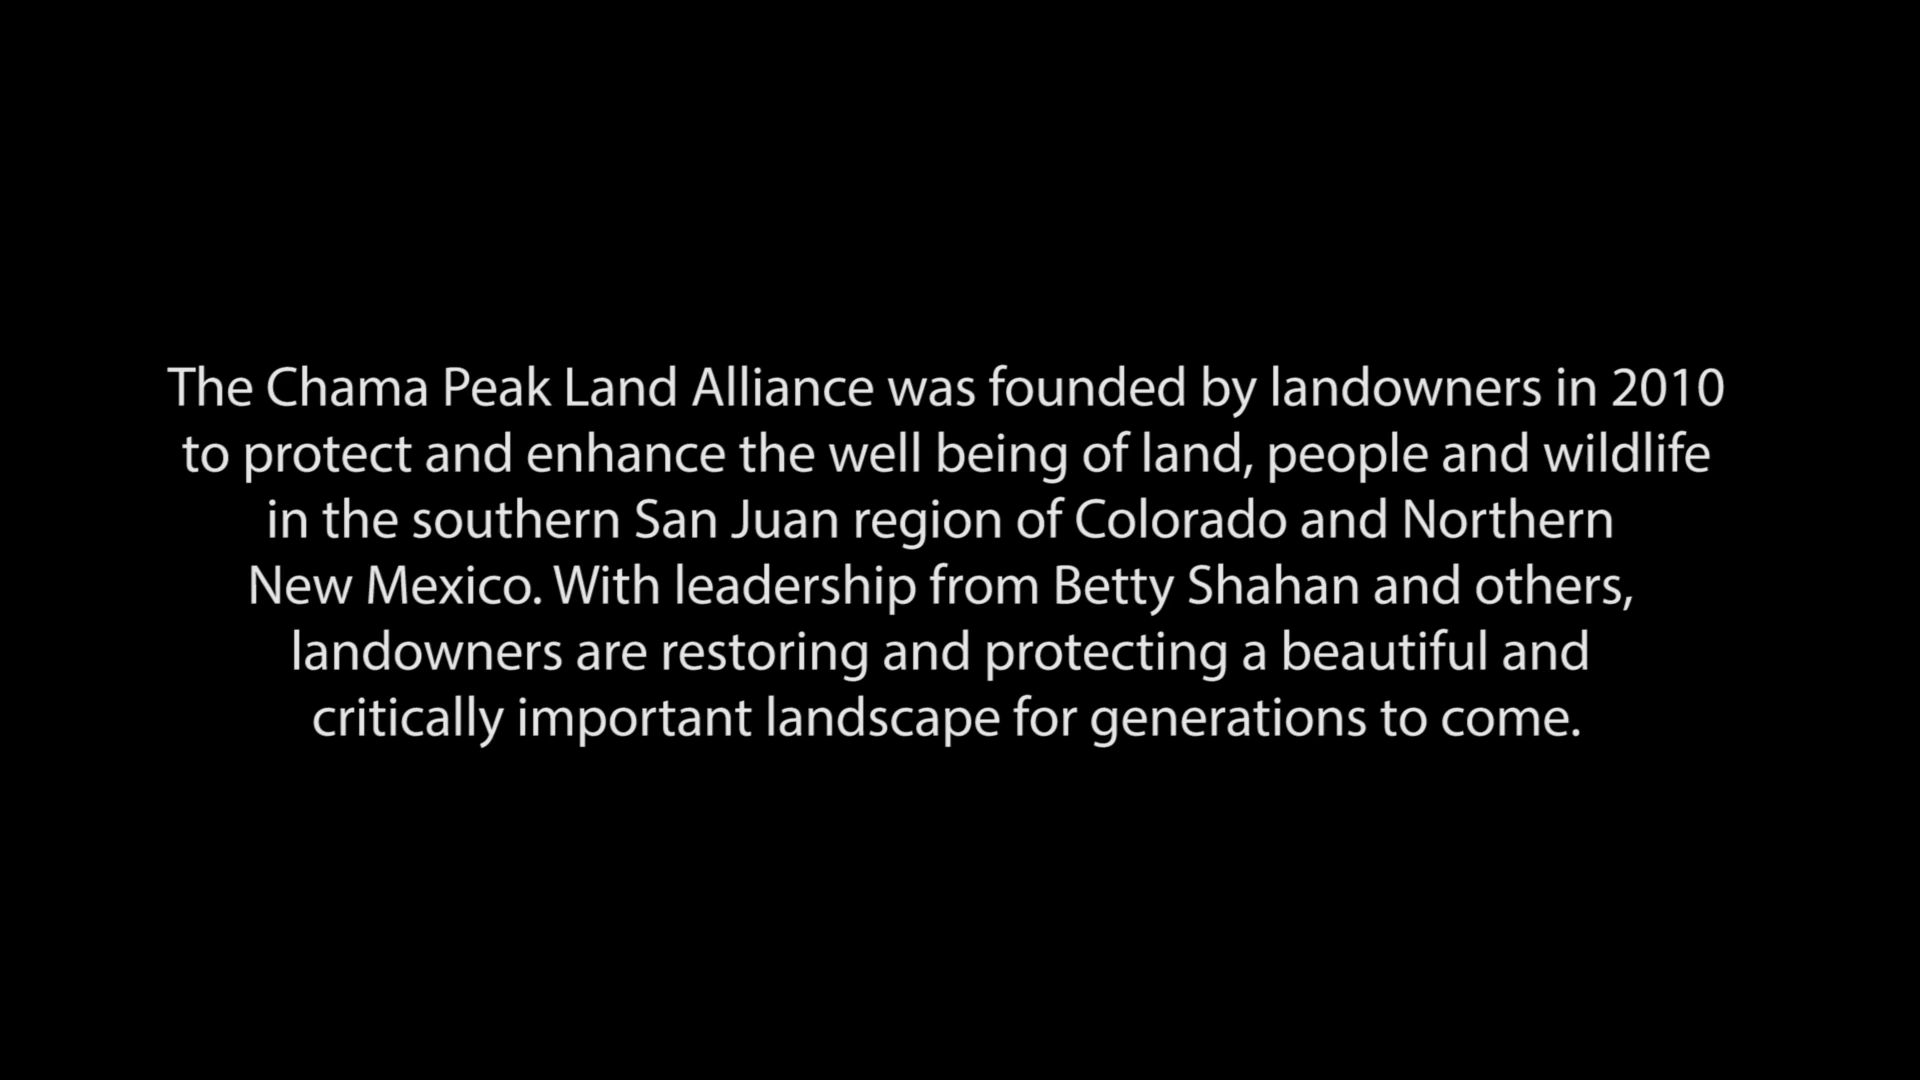 The Chama Peak Land Alliance was founded by landowners in 2010
to protect and enhance the well being of land, people and wildlife
in the southern San Juan region of Colorado and Northern
New Mexico. With leadership from Betty Shahan and others,
landowners are restoring and protecting a beautiful and
critically important landscape for generations to come.